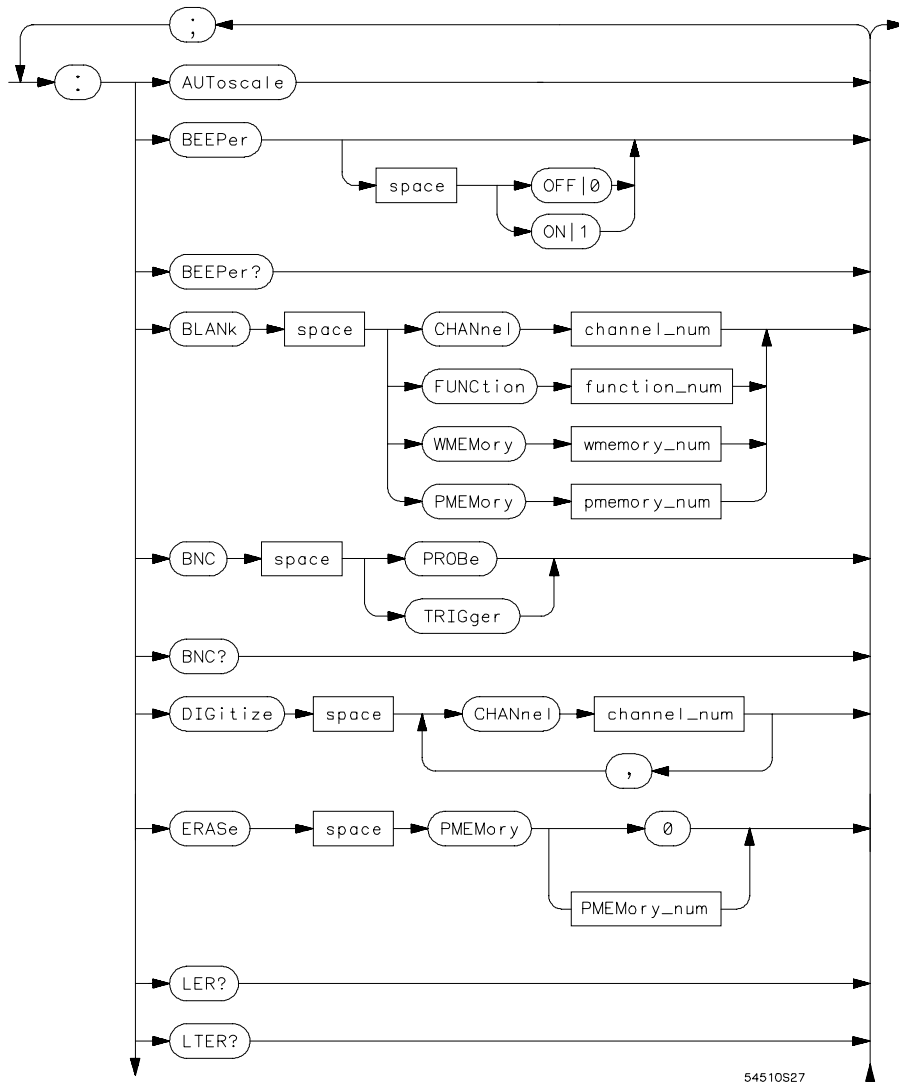 ;
:
AUToscale
BEEPer
space
OFF|0
ON|1
BEEPer?
BLANk space CHANnel channel_num
FUNCtion function_num
WMEMory wmemory_num
PMEMory pmemory_num
BNC space PROBe
TRIGger
BNC?
DIGitize space CHANnel channel_num
,
ERASe space PMEMory 0
PMEMory_num
LER?
LTER?
54510S27